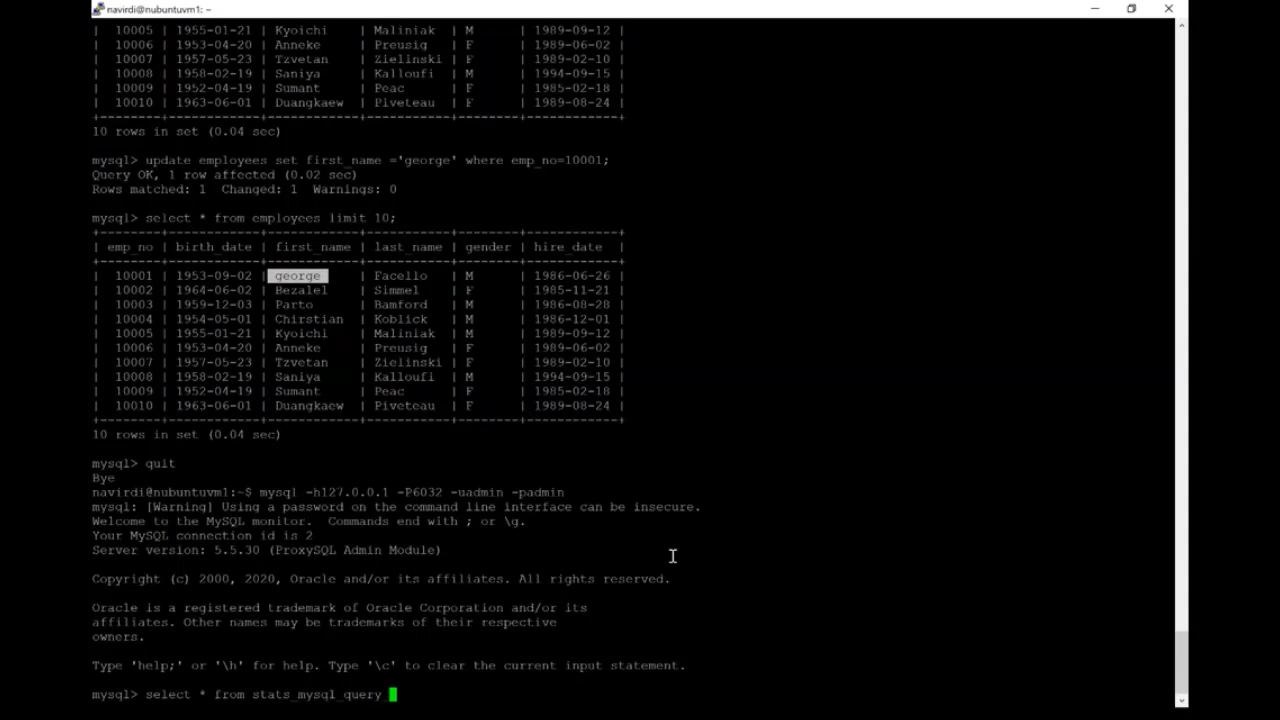 navirdi@nubuntuvm1: ~
| 10005 | 1955-01-21 | Kyoichi | Maliniak | M | 1989-09-12 |
| 10006 | 1953-04-20 | Anneke | Preusig | F | 1989-06-02 |
| 10007 | 1957-05-23 | Tzvetan | Zielinski | F | 1989-02-10 |
| 10008 | 1958-02-19 | Saniya | Kalloufi | M | 1994-09-15 |
| 10009 | 1952-04-19 | Sumant | Peac | F | 1985-02-18 |
| 10010 | 1963-06-01 | Duangkaew | Piveteau | F | 1989-08-24 |
+--------+------------+------------+-----------+--------+------------+
10 rows in set (0.04 sec)
mysql> update employees set first_name ='george' where emp_no=10001;
Query OK, 1 row affected (0.02 sec)
Rows matched: 1  Changed: 1  Warnings: 0
mysql> select * from employees limit 10;
+--------+------------+------------+-----------+--------+------------+
| emp_no | birth_date | first_name | last_name | gender | hire_date |
+--------+------------+------------+-----------+--------+------------+
| 10001 | 1953-09-02 | george | Facello | M | 1986-06-26 |
| 10002 | 1964-06-02 | Bezalel | Simmel | F | 1985-11-21 |
| 10003 | 1959-12-03 | Parto | Bamford | M | 1986-08-28 |
| 10004 | 1954-05-01 | Chirstian | Koblick | M | 1986-12-01 |
| 10005 | 1955-01-21 | Kyoichi | Maliniak | M | 1989-09-12 |
| 10006 | 1953-04-20 | Anneke | Preusig | F | 1989-06-02 |
| 10007 | 1957-05-23 | Tzvetan | Zielinski | F | 1989-02-10 |
| 10008 | 1958-02-19 | Saniya | Kalloufi | M | 1994-09-15 |
| 10009 | 1952-04-19 | Sumant | Peac | F | 1985-02-18 |
| 10010 | 1963-06-01 | Duangkaew | Piveteau | F | 1989-08-24 |
+--------+------------+------------+-----------+--------+------------+
10 rows in set (0.04 sec)
mysql> quit
Bye
navirdi@nubuntuvm1:~$ mysql -h127.0.0.1 -P6032 -uadmin -padmin
mysql: [Warning] Using a password on the command line interface can be insecure.
Welcome to the MySQL monitor.  Commands end with ; or \g.
Your MySQL connection id is 2
Server version: 5.5.30 (ProxySQL Admin Module)
Copyright (c) 2000, 2020, Oracle and/or its affiliates. All rights reserved.
Oracle is a registered trademark of Oracle Corporation and/or its
affiliates. Other names may be trademarks of their respective
owners.
Type 'help;' or '\h' for help. Type '\c' to clear the current input statement.
mysql> select * from stats_mysql_query_